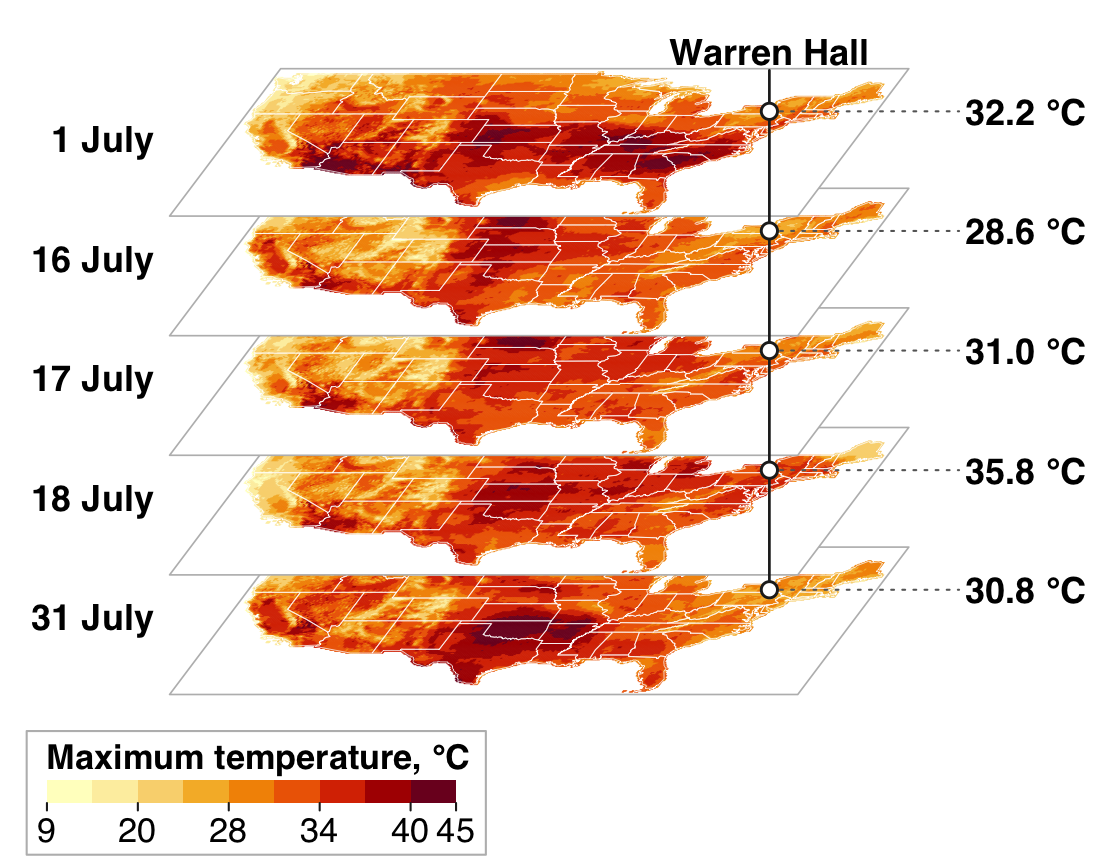 Warren Hall
1 July
32.2 °C
16 July
28.6 °C
17 July
31.0 °C
18 July
35.8 °C
31 July
30.8 °C
Maximum temperature, °C
9 20 28 34 40 45